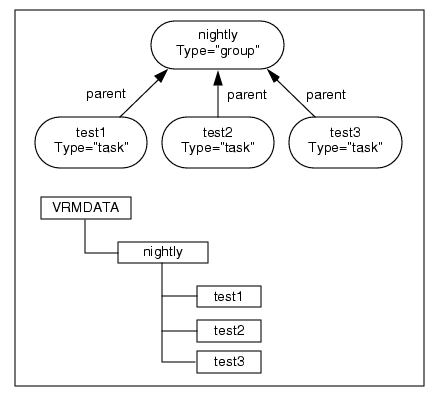 nightly
Type="group"
parent
parent
parent
test1
Type="task"
test2
Type="task"
test3
Type="task"
VRMDATA
nightly
test1
test2
test3